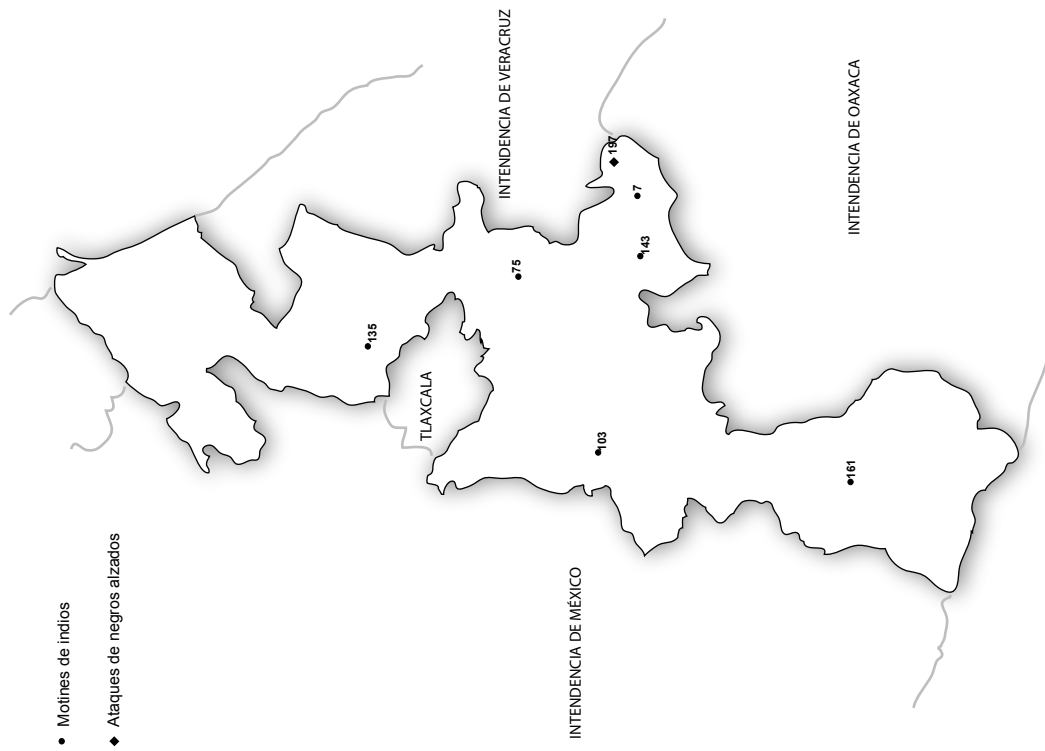 Motines de indios
Ataques de negros alzados
INTENDENCIA DE VERACRUZ
INTENDENCIA DE OAXACA
INTENDENCIA DE MÉXICO
TLAXCALA
135
75
197
7
143
103
161